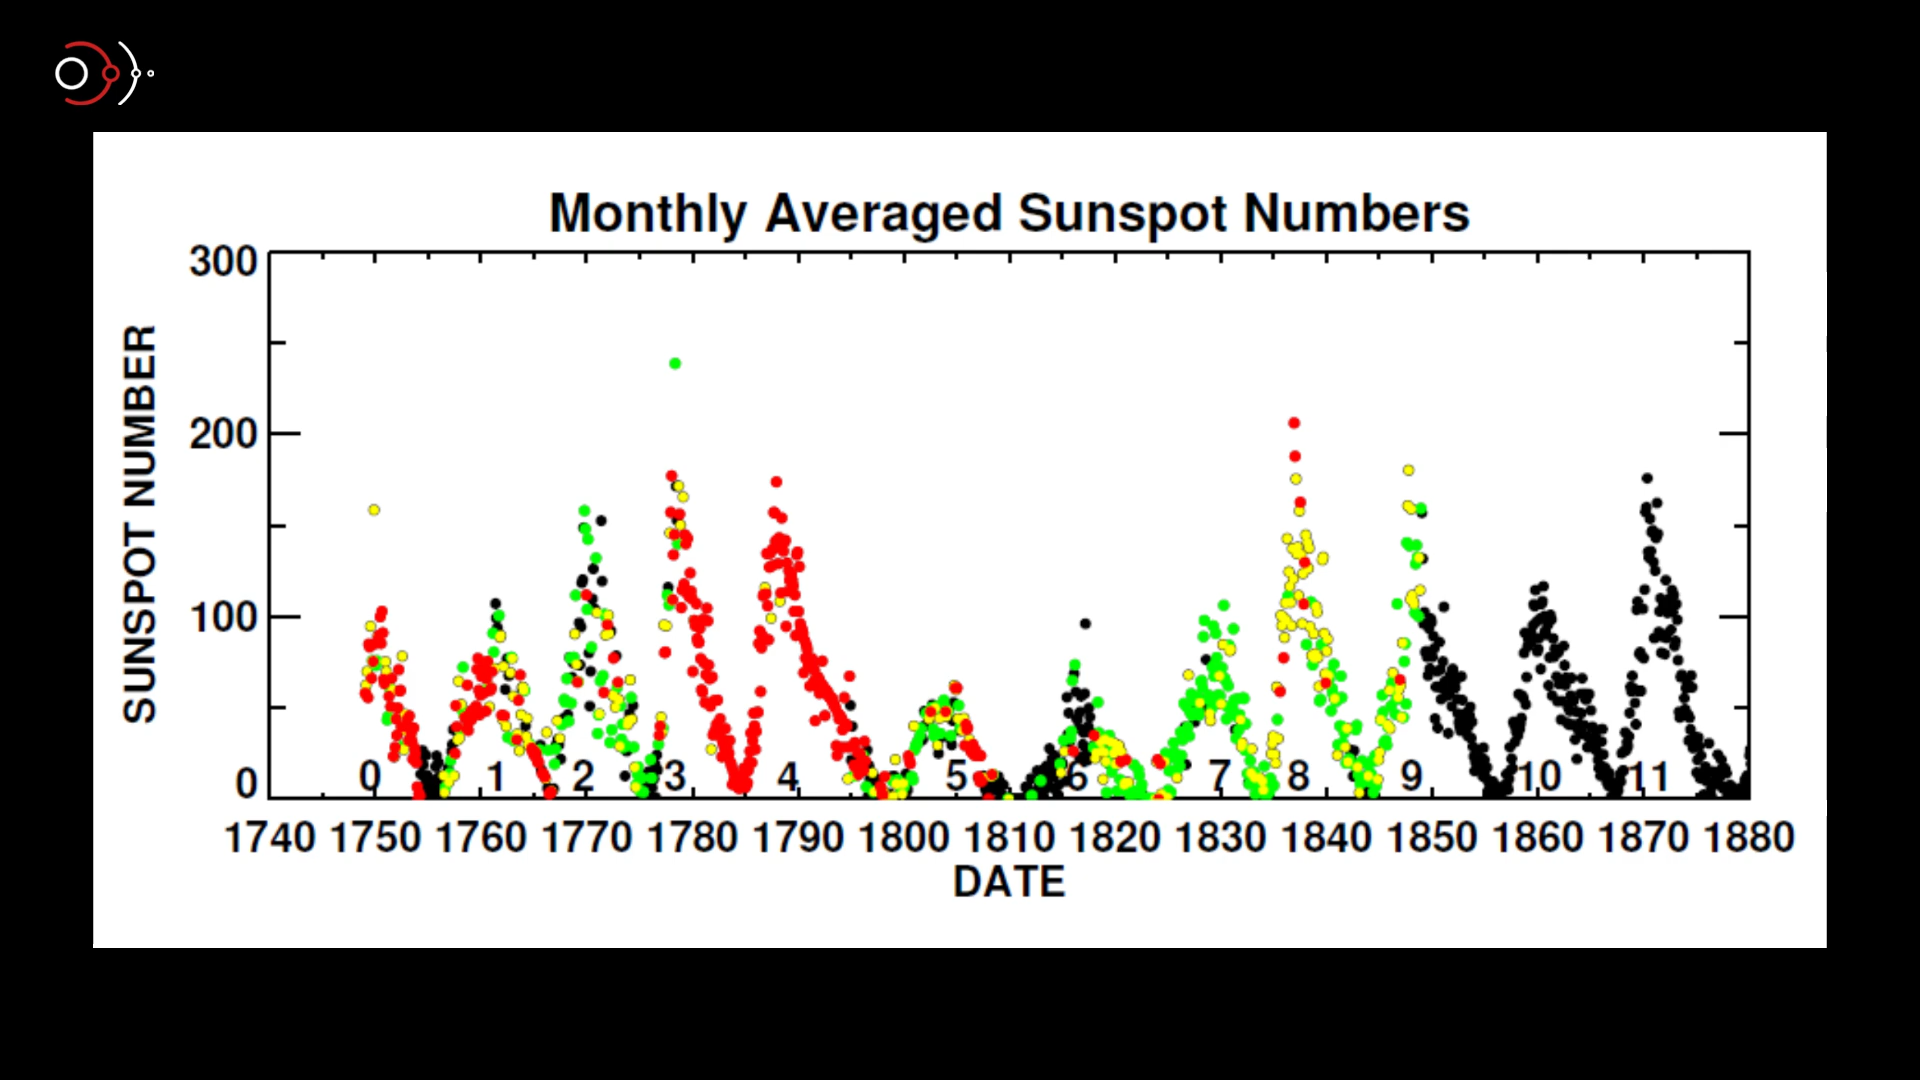 Monthly Averaged Sunspot Numbers
300
200
100
0
SUNSPOT NUMBER
0 1 2 3 4 5 6 7 8 9 10 11
1740 1750 1760 1770 1780 1790 1800 1810 1820 1830 1840 1850 1860 1870 1880
DATE